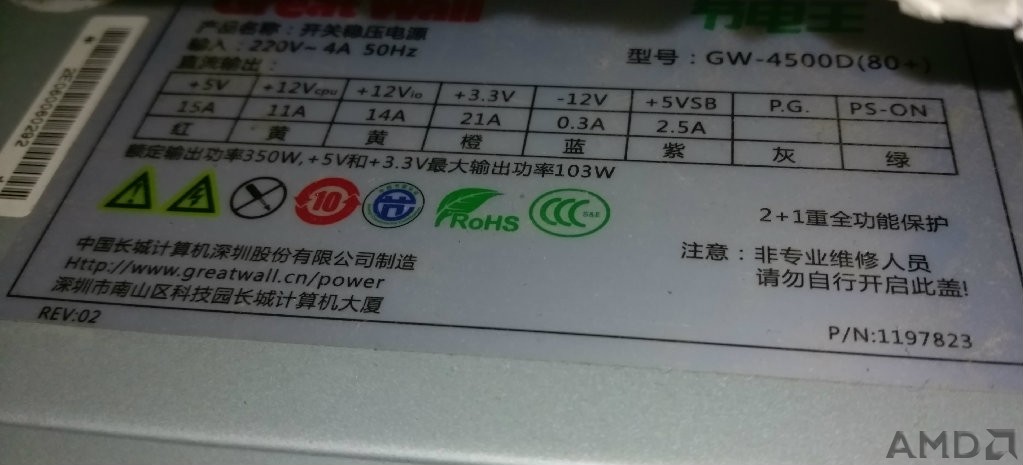 Great Wall
节电王
产品名称：开关稳压电源
输入：220V~ 4A 50Hz
型号：GW-4500D(80+)
直流输出：
+5V +12Vcpu +12Vio +3.3V -12V +5VSB P.G. PS-ON
15A 11A 14A 21A 0.3A 2.5A
红 黄 黄 橙 蓝 紫 灰 绿
额定输出功率350W,+5V和+3.3V最大输出功率103W
10
节
RoHS
CCC S&E
2+1重全功能保护
中国长城计算机深圳股份有限公司制造
Http://www.greatwall.cn/power
深圳市南山区科技园长城计算机大厦
注意：非专业维修人员
请勿自行开启此盖!
REV:02
P/N:1197823
AMD